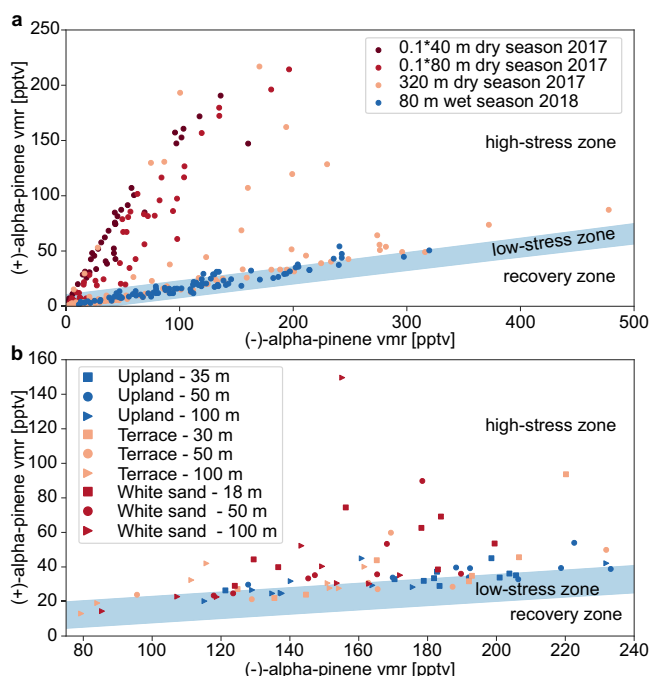 a
250
200
150
100
50
0
(+)-alpha-pinene vmr [pptv]
0.1*40 m dry season 2017
0.1*80 m dry season 2017
320 m dry season 2017
80 m wet season 2018
high-stress zone
low-stress zone
recovery zone
0 100 200 300 400 500
(-)-alpha-pinene vmr [pptv]
b
160
140
120
100
80
60
40
20
0
(+)-alpha-pinene vmr [pptv]
Upland - 35 m
Upland - 50 m
Upland - 100 m
Terrace - 30 m
Terrace - 50 m
Terrace - 100 m
White sand - 18 m
White sand - 50 m
White sand - 100 m
high-stress zone
low-stress zone
recovery zone
75 100 120 140 160 180 200 220 240
(-)-alpha-pinene vmr [pptv]